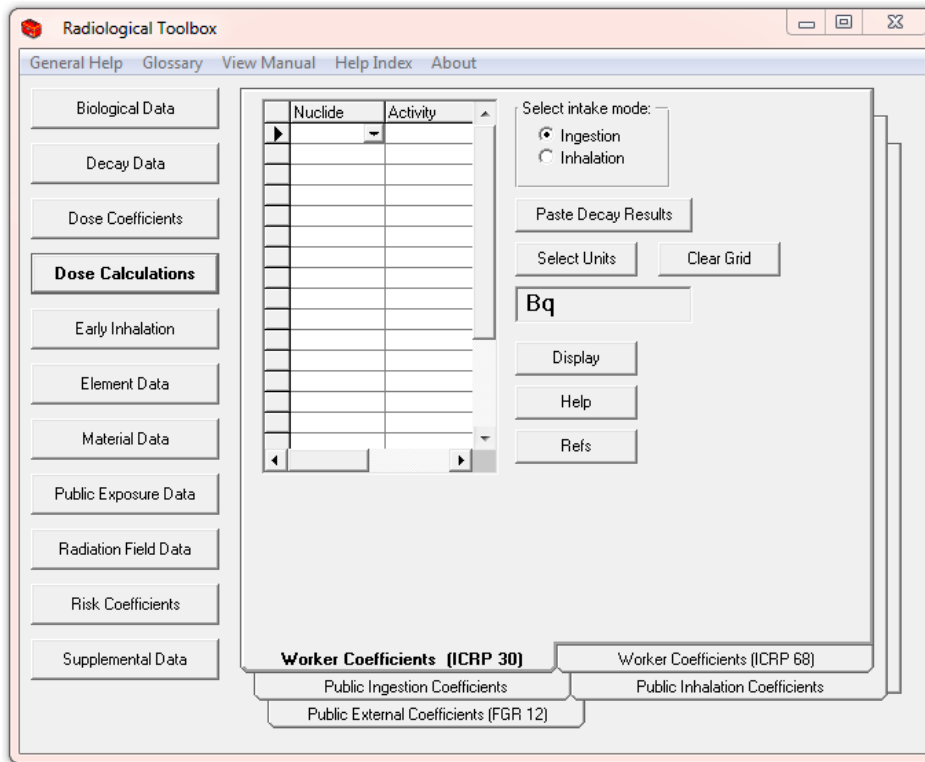 Radiological Toolbox
General Help Glossary View Manual Help Index About
Biological Data
Decay Data
Dose Coefficients
Dose Calculations
Early Inhalation
Element Data
Material Data
Public Exposure Data
Radiation Field Data
Risk Coefficients
Supplemental Data
Nuclide Activity
Select intake mode:
Ingestion
Inhalation
Paste Decay Results
Select Units Clear Grid
Bq
Display
Help
Refs
Worker Coefficients (ICRP 30) Worker Coefficients (ICRP 68)
Public Ingestion Coefficients Public Inhalation Coefficients
Public External Coefficients (FGR 12)